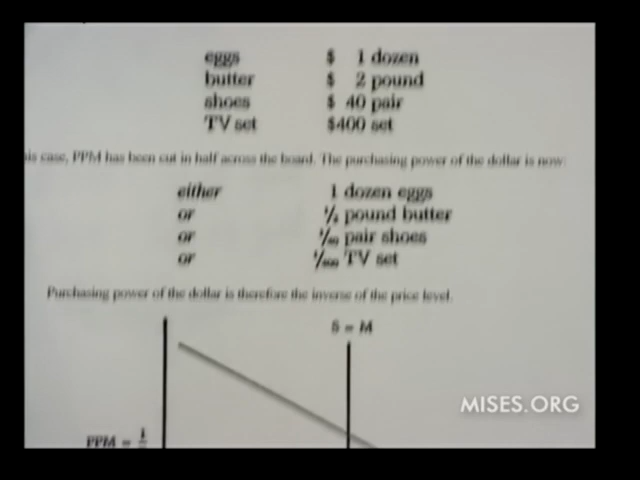 eggs $ 1 dozen
butter $ 2 pound
shoes $ 40 pair
TV set $400 set
is case, PPM has been cut in half across the board. The purchasing power of the dollar is now:
either 1 dozen eggs
or 1/2 pound butter
or 1/40 pair shoes
or 1/400 TV set
Purchasing power of the dollar is therefore the inverse of the price level.
S = M
MISES.ORG
PPM = 1